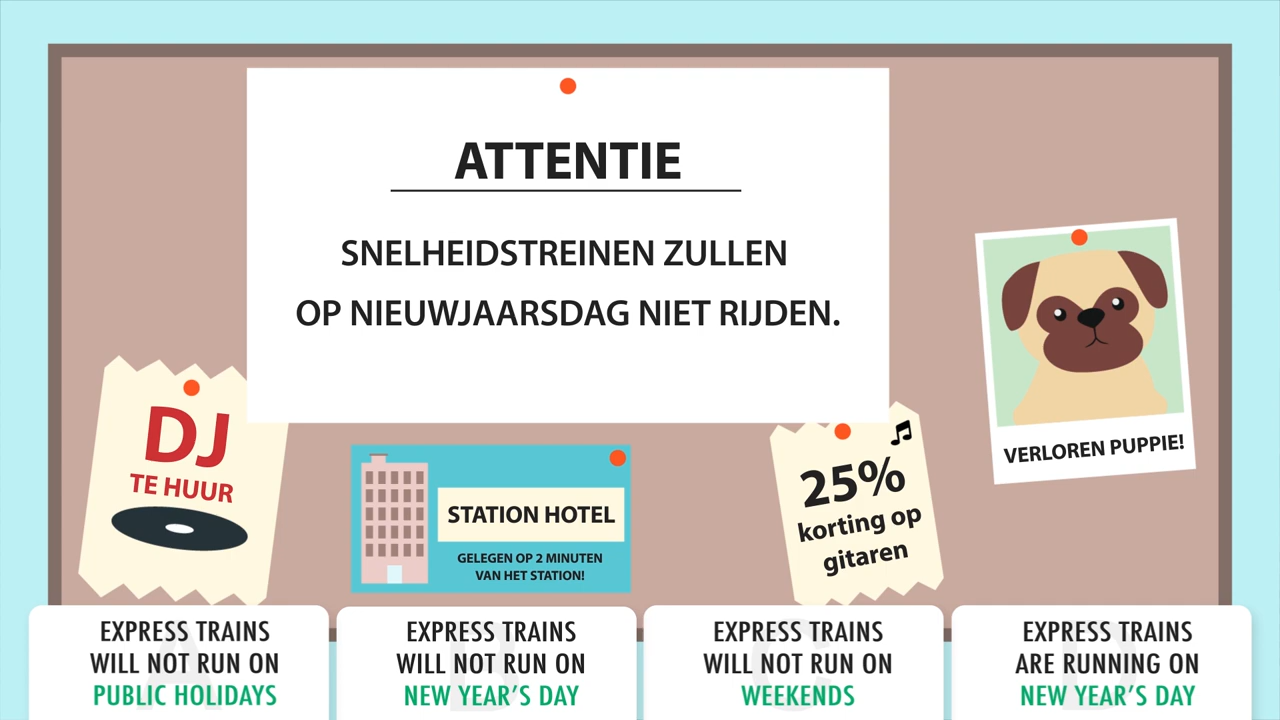 ATTENTIE
SNELHEIDSTREINEN ZULLEN
OP NIEUWJAARSDAG NIET RIJDEN.
DJ
TE HUUR
STATION HOTEL
GELEGEN OP 2 MINUTEN
VAN HET STATION!
25%
korting op
gitaren
VERLOREN PUPPIE!
EXPRESS TRAINS
WILL NOT RUN ON
PUBLIC HOLIDAYS
EXPRESS TRAINS
WILL NOT RUN ON
NEW YEAR'S DAY
EXPRESS TRAINS
WILL NOT RUN ON
WEEKENDS
EXPRESS TRAINS
ARE RUNNING ON
NEW YEAR'S DAY